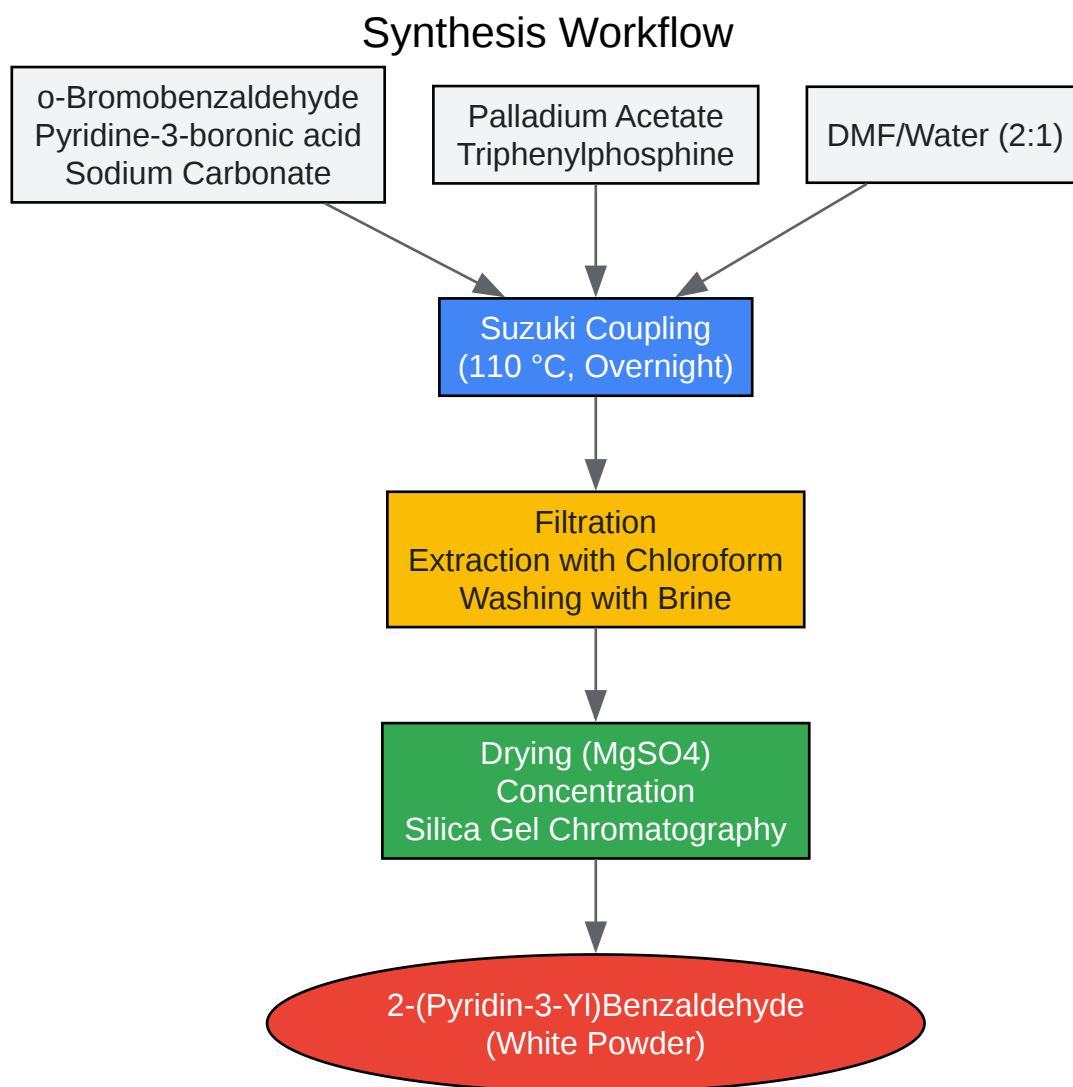 Synthesis Workflow
o-Bromobenzaldehyde
Pyridine-3-boronic acid
Sodium Carbonate
Palladium Acetate
Triphenylphosphine
DMF/Water (2:1)
Suzuki Coupling
(110 °C, Overnight)
Filtration
Extraction with Chloroform
Washing with Brine
Drying (MgSO4)
Concentration
Silica Gel Chromatography
2-(Pyridin-3-Yl)Benzaldehyde
(White Powder)